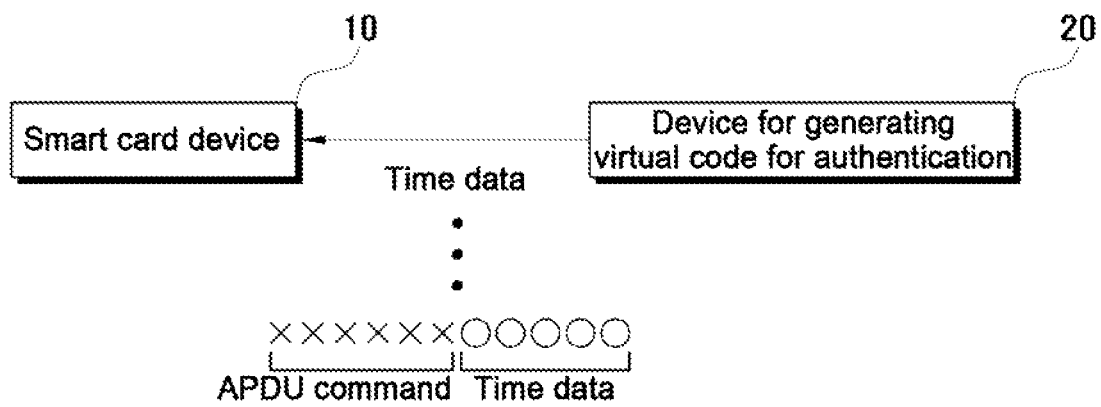 10
20
Smart card device
Device for generating
virtual code for authentication
Time data
××××××○○○○○
APDU command
Time data